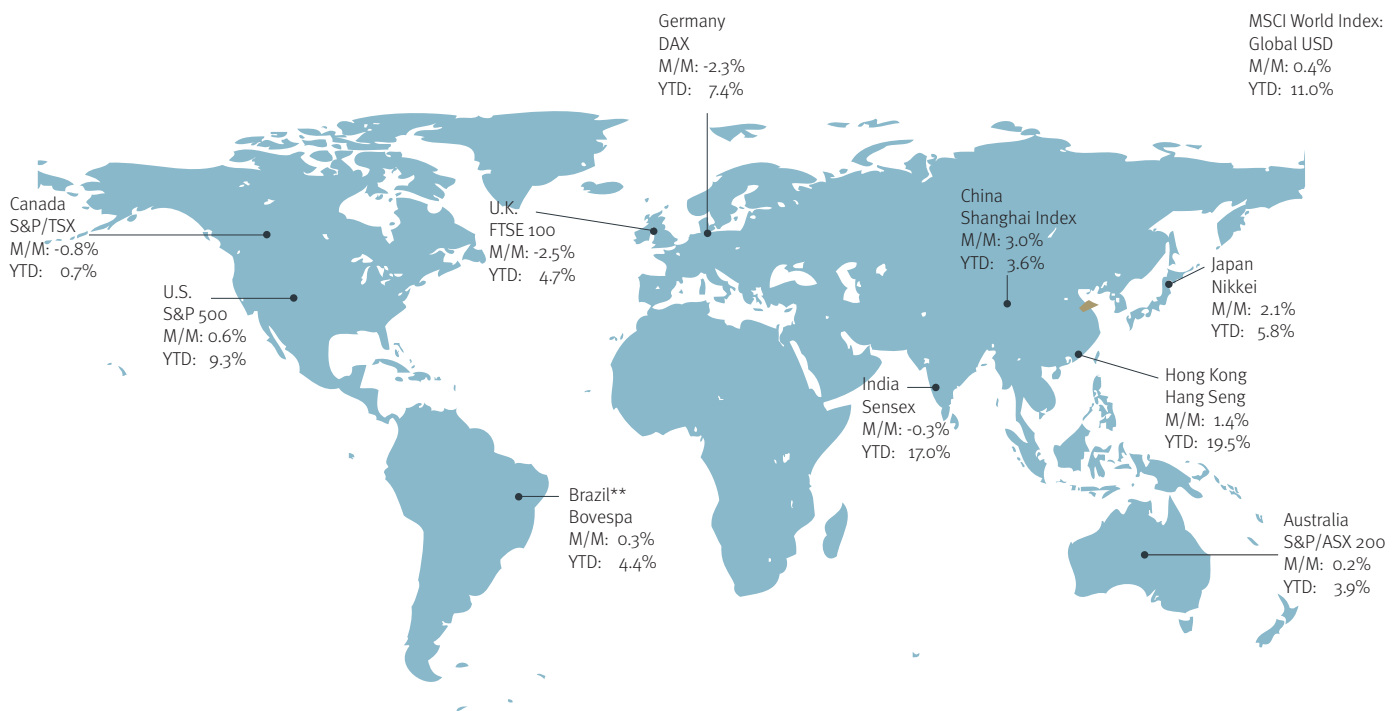 Germany
DAX
M/M: -2.3%
YTD: 7.4%
MSCI World Index:
Global USD
M/M: 0.4%
YTD: 11.0%
Canada
S&P/TSX
M/M: -0.8%
YTD: 0.7%
U.K.
FTSE 100
M/M: -2.5%
YTD: 4.7%
China
Shanghai Index
M/M: 3.0%
YTD: 3.6%
Japan
Nikkei
M/M: 2.1%
YTD: 5.8%
U.S.
S&P 500
M/M: 0.6%
YTD: 9.3%
Hong Kong
Hang Seng
M/M: 1.4%
YTD: 19.5%
India
Sensex
M/M: -0.3%
YTD: 17.0%
Brazil**
Bovespa
M/M: 0.3%
YTD: 4.4%
Australia
S&P/ASX 200
M/M: 0.2%
YTD: 3.9%